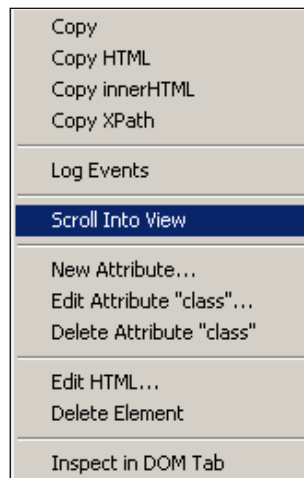 Copy
Copy HTML
Copy innerHTML
Copy XPath
Log Events
Scroll Into View
New Attribute...
Edit Attribute "class"...
Delete Attribute "class"
Edit HTML...
Delete Element
Inspect in DOM Tab